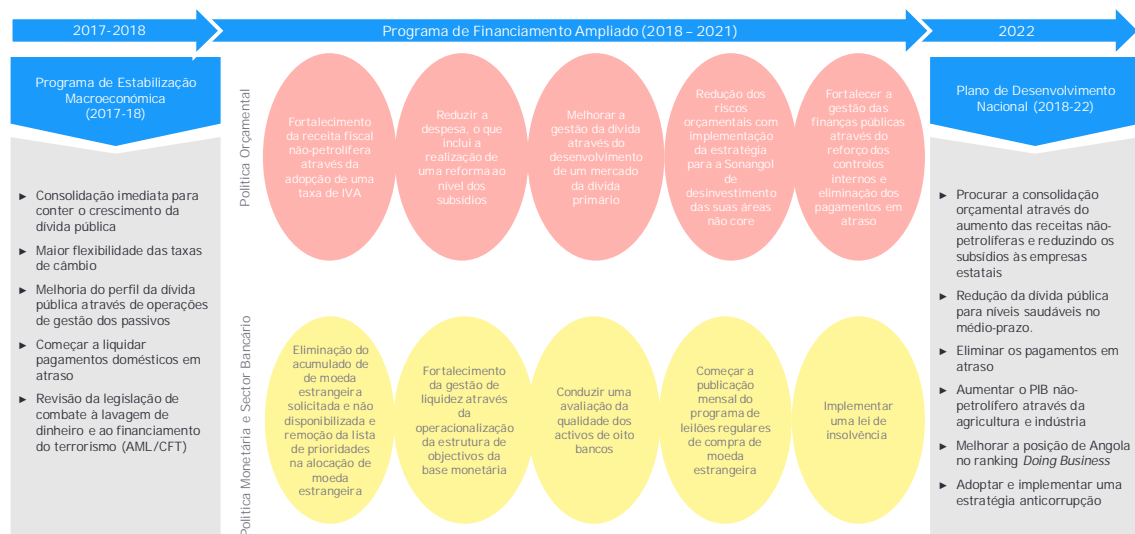 2017-2018
Programa de Financiamento Ampliado (2018 – 2021)
2022
Programa de Estabilização
Macroeconómica
(2017-18)
► Consolidação imediata para
conter o crescimento da
dívida pública
► Maior flexibilidade das taxas
de câmbio
► Melhoria do perfil da dívida
pública através de operações
de gestão dos passivos
► Começar a liquidar
pagamentos domésticos em
atraso
► Revisão da legislação de
combate à lavagem de
dinheiro e ao financiamento
do terrorismo (AML/CFT)
Política Orçamental
Fortalecimento
da receita fiscal
não-petrolífera
através da
adopção de uma
taxa de IVA
Reduzir a
despesa, o que
inclui a
realização de
uma reforma ao
nível dos
subsídios
Melhorar a
gestão da dívida
através do
desenvolvimento
de um mercado
da dívida
primário
Redução dos
riscos
orçamentais com
implementação
da estratégia
para a Sonangol
de
desinvestimento
das suas áreas
não core
Fortalecer a
gestão das
finanças públicas
através do
reforço dos
controlos
internos e
eliminação dos
pagamentos em
atraso
Politica Monetária e Sector Bancário
Eliminação do
acumulado de
de moeda
estrangeira
solicitada e não
disponibilizada e
remoção da lista
de prioridades
na alocação de
moeda
estrangeira
Fortalecimento
da gestão de
liquidez através
da
operacionalização
da estrutura de
objectivos da
base monetária
Conduzir uma
avaliação da
qualidade dos
activos de oito
bancos
Começar a
publicação
mensal do
programa de
leilões regulares
de compra de
moeda
estrangeira
Implementar
uma lei de
insolvência
Plano de Desenvolvimento
Nacional (2018-22)
► Procurar a consolidação
orçamental através do
aumento das receitas não-
petrolíferas e reduzindo os
subsídios às empresas
estatais
► Redução da dívida pública
para níveis saudáveis no
médio-prazo.
► Eliminar os pagamentos em
atraso
► Aumentar o PIB não-
petrolífero através da
agricultura e indústria
► Melhorar a posição de Angola
no ranking Doing Business
► Adoptar e implementar uma
estratégia anticorrupção